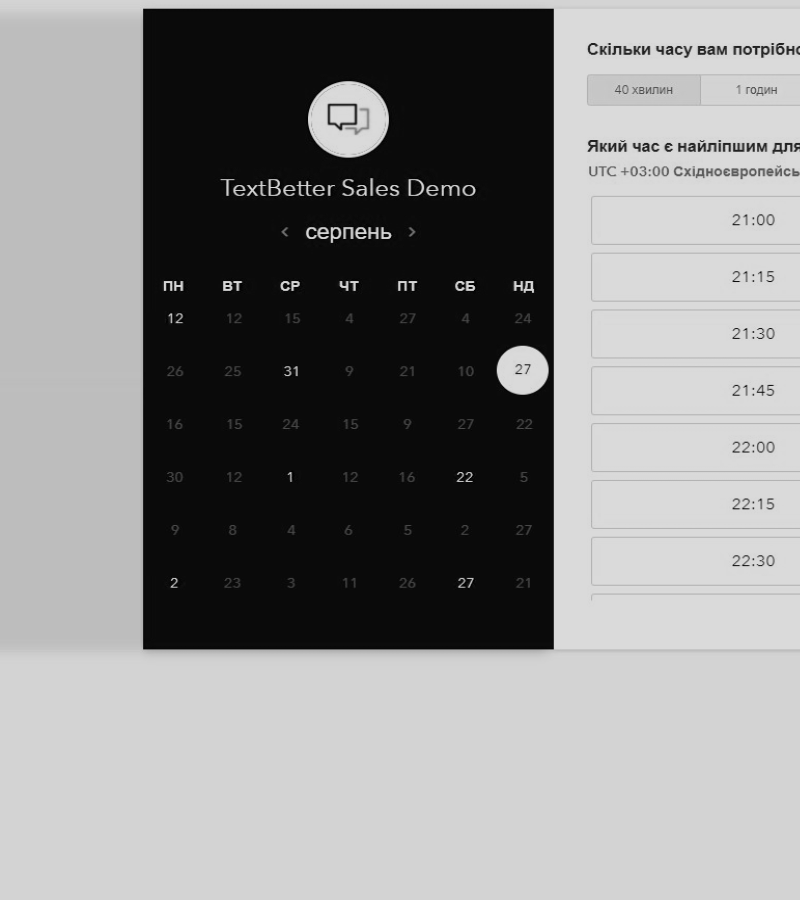 TextBetter Sales Demo
серпень
ПН ВТ СР ЧТ ПТ СБ НД
12 12 15 4 27 4 24
26 25 31 9 21 10 27
16 15 24 15 9 27 22
30 12 1 12 16 22 5
9 8 4 6 5 2 27
2 23 3 11 26 27 21
Скільки часу вам потрібно
40 хвилин 1 годин
Який час є найліпшим для
UTC +03:00 Східноєвропейсь
21:00
21:15
21:30
21:45
22:00
22:15
22:30